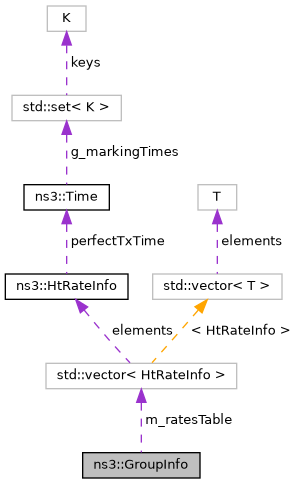 K
keys
std::set< K >
g_markingTimes
ns3::Time
T
perfectTxTime
elements
ns3::HtRateInfo
std::vector< T >
elements
< HtRateInfo >
std::vector< HtRateInfo >
m_ratesTable
ns3::GroupInfo